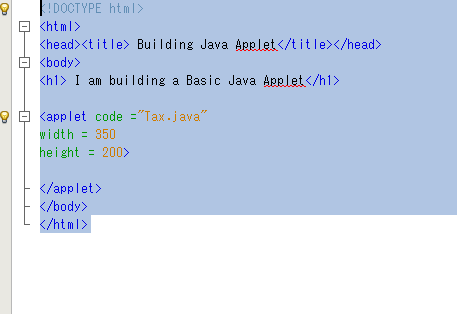 <!DOCTYPE html>
<html>
<head><title> Building Java Applet</title></head>
<body>
<h1> I am building a Basic Java Applet</h1>
<applet code ="Tax.java"
width = 350
height = 200>
</applet>
</body>
</html>